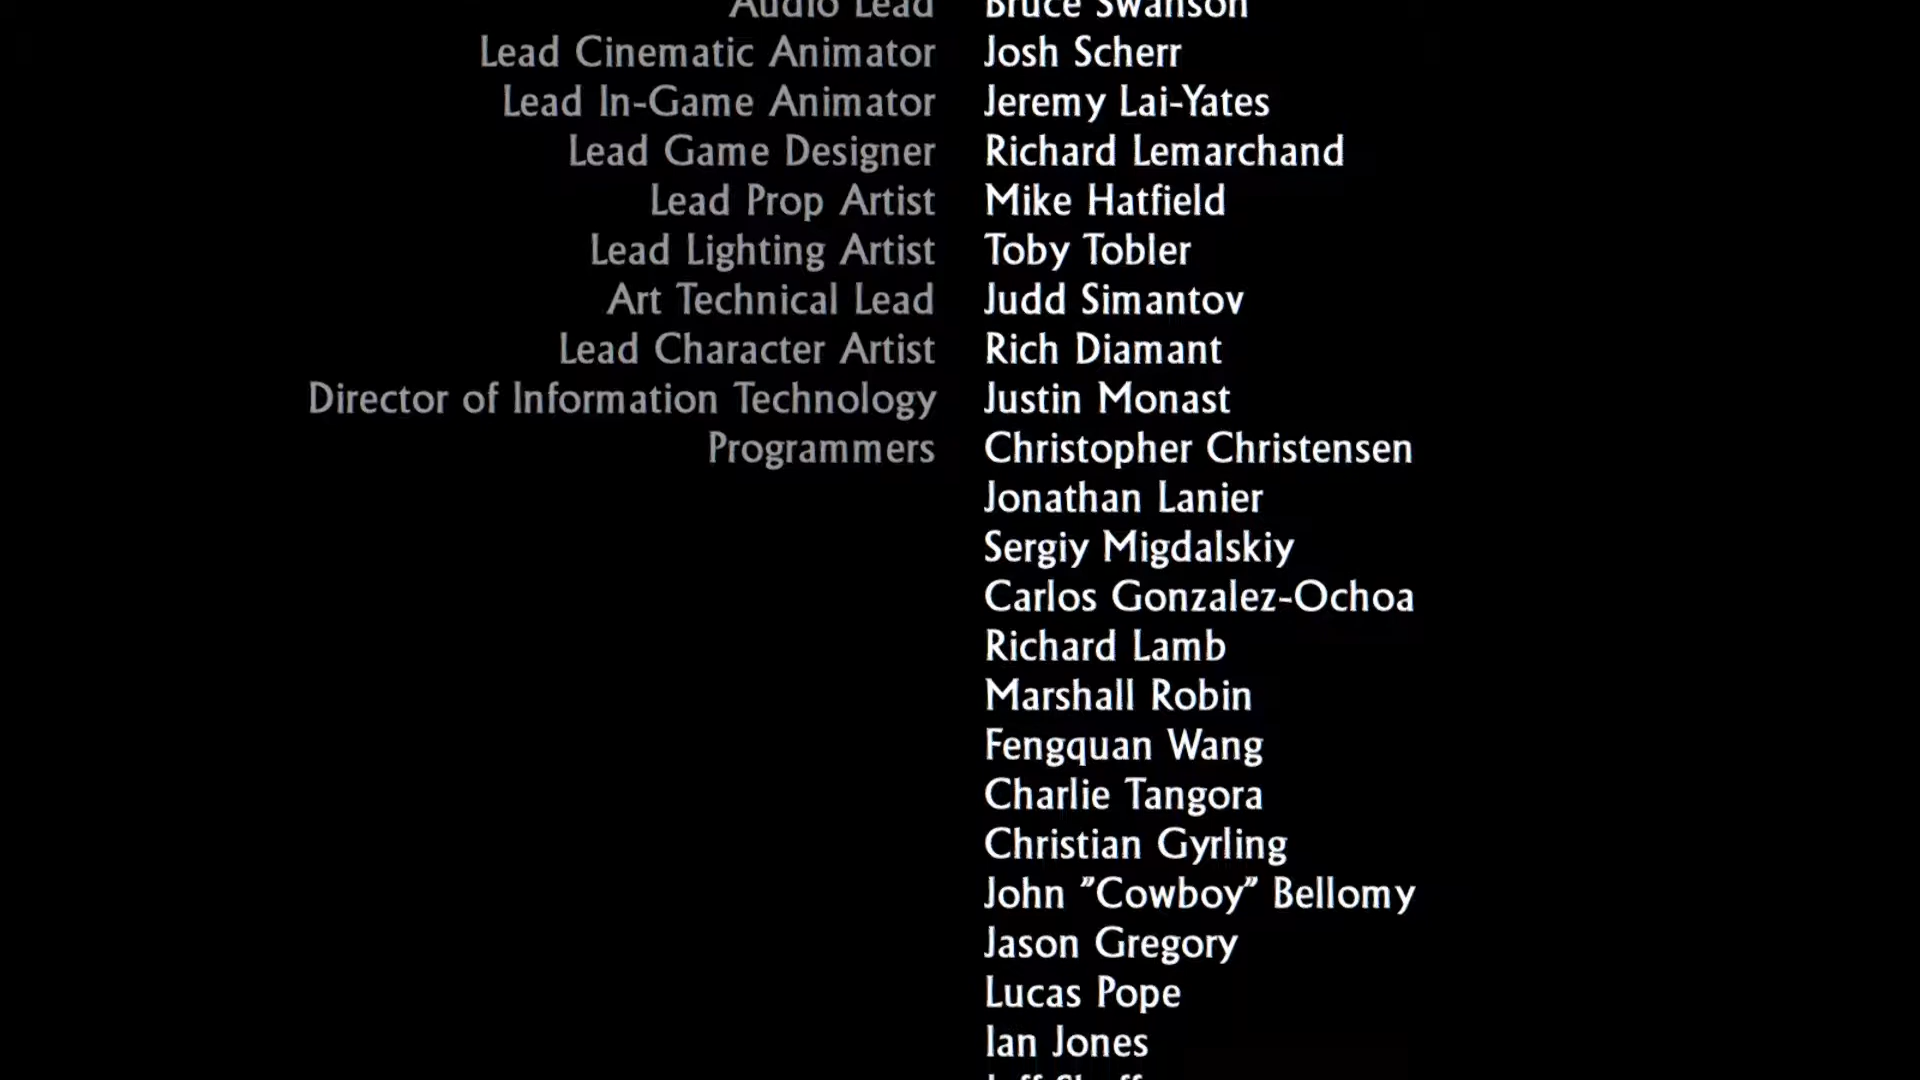 Audio Lead Bruce Swanson
Lead Cinematic Animator Josh Scherr
Lead In-Game Animator Jeremy Lai-Yates
Lead Game Designer Richard Lemarchand
Lead Prop Artist Mike Hatfield
Lead Lighting Artist Toby Tobler
Art Technical Lead Judd Simantov
Lead Character Artist Rich Diamant
Director of Information Technology Justin Monast
Programmers Christopher Christensen
Jonathan Lanier
Sergiy Migdalskiy
Carlos Gonzalez-Ochoa
Richard Lamb
Marshall Robin
Fengquan Wang
Charlie Tangora
Christian Gyrling
John "Cowboy" Bellomy
Jason Gregory
Lucas Pope
Ian Jones